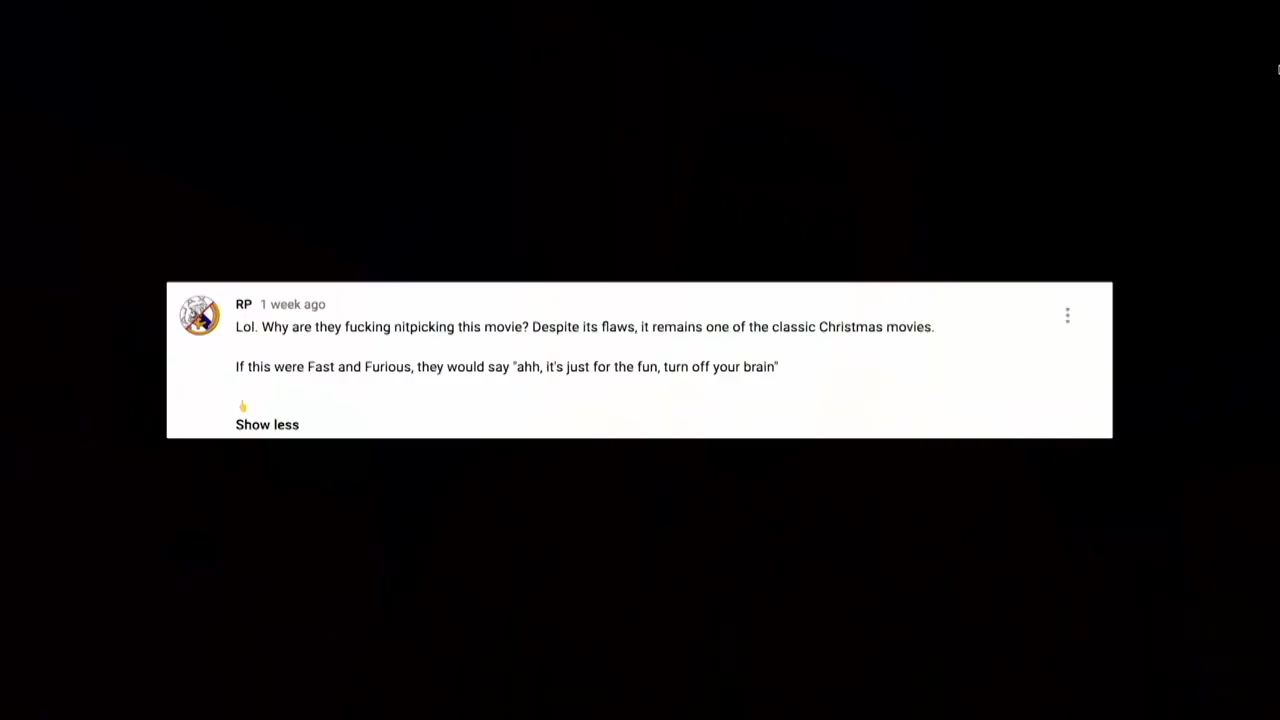 RP 1 week ago
Lol. Why are they fucking nitpicking this movie? Despite its flaws, it remains one of the classic Christmas movies.
If this were Fast and Furious, they would say "ahh, it's just for the fun, turn off your brain"
👆
Show less